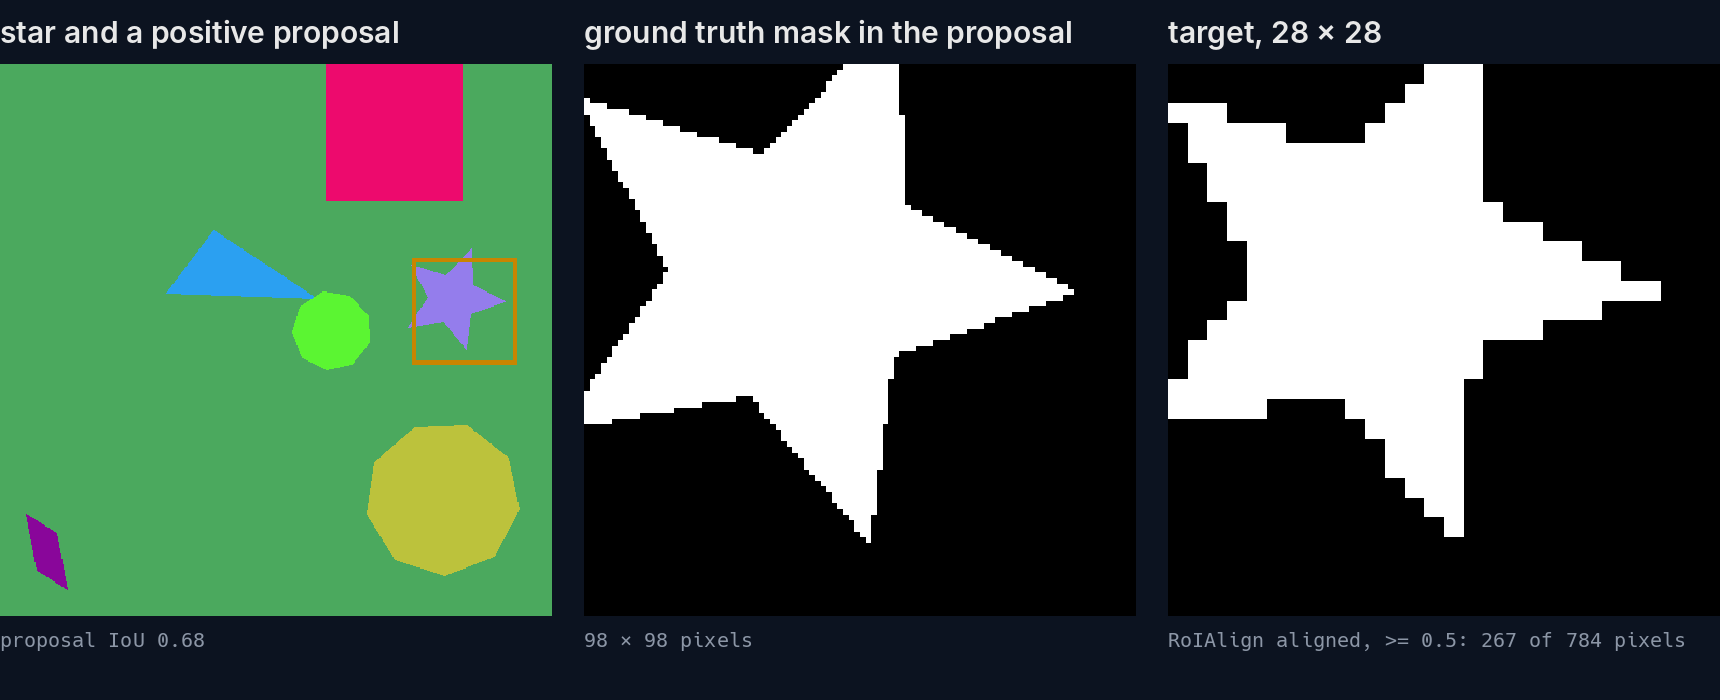 star and a positive proposal
ground truth mask in the proposal
target, 28 × 28
proposal IoU 0.68
98 × 98 pixels
RoIAlign aligned, >= 0.5: 267 of 784 pixels